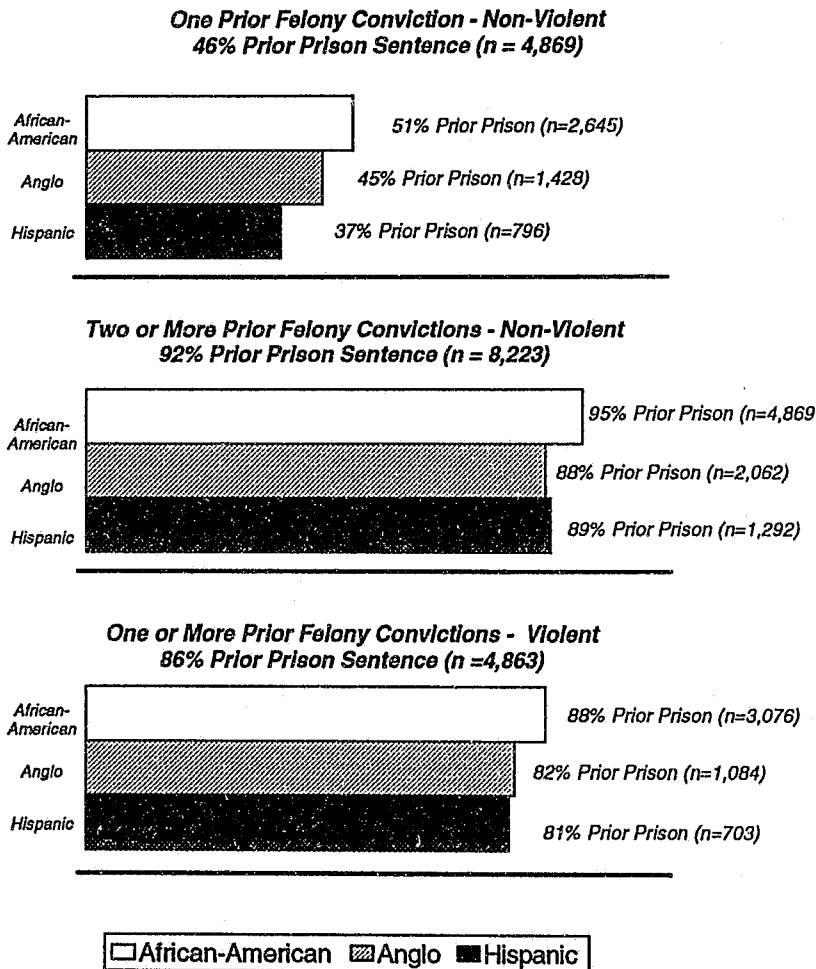 One Prior Felony Conviction - Non-Violent
46% Prior Prison Sentence (n = 4,869)
African-
American
51% Prior Prison (n=2,645)
Anglo
45% Prior Prison (n=1,428)
Hispanic
37% Prior Prison (n=796)
Two or More Prior Felony Convictions - Non-Violent
92% Prior Prison Sentence (n = 8,223)
African-
American
95% Prior Prison (n=4,869
Anglo
88% Prior Prison (n=2,062)
Hispanic
89% Prior Prison (n=1,292)
One or More Prior Felony Convictions - Violent
86% Prior Prison Sentence (n =4,863)
African-
American
88% Prior Prison (n=3,076)
Anglo
82% Prior Prison (n=1,084)
Hispanic
81% Prior Prison (n=703)
African-American Anglo Hispanic